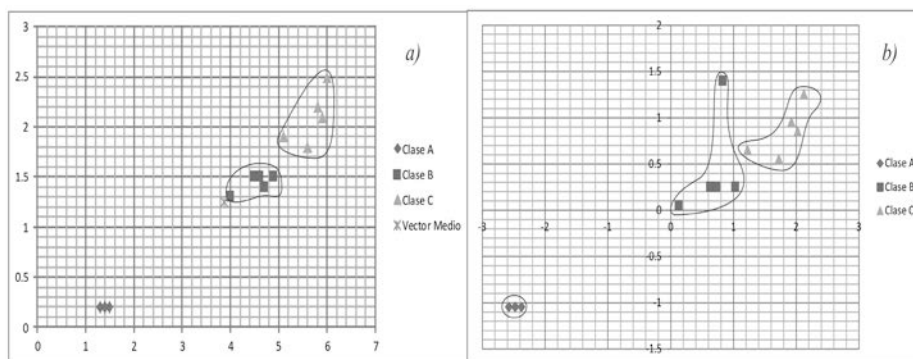 a)
3
2.5
2
1.5
1
0.5
0
0 1 2 3 4 5 6 7
Clase A
Clase B
Clase C
Vector Medio
b)
2
1.5
1
0.5
0
-0.5
-1
-1.5
-3 -2 -1 0 1 2 3
Clase A
Clase B
Clase C